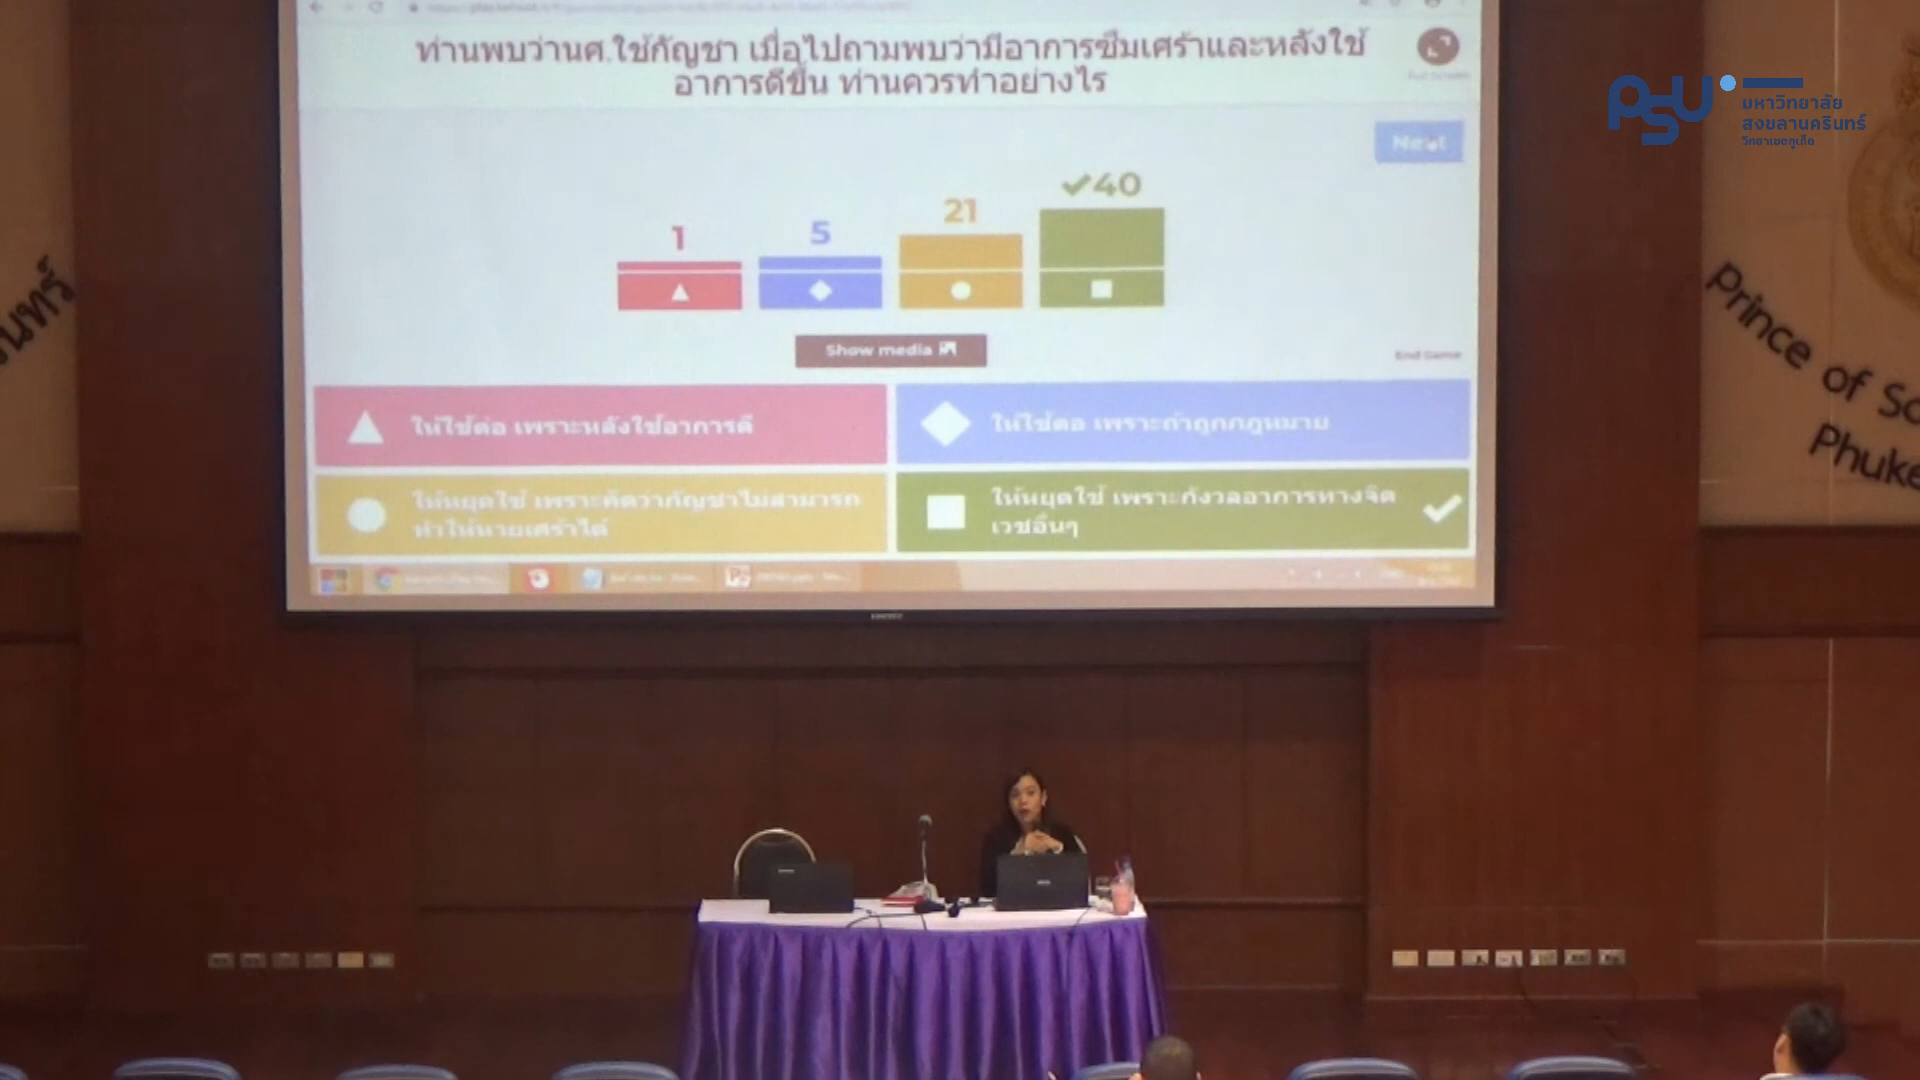 ท่านพบว่านศ.ใช้กัญชา เมื่อไปถามพบว่ามีอาการซึมเศร้าและหลังใช้
อาการดีขึ้น ท่านควรทำอย่างไร
Next
1
5
21
40
Show media
End Game
ให้ใช้ต่อ เพราะหลังใช้อาการดี
ให้ใช้ต่อ เพราะถ้าถูกกฎหมาย
ให้หยุดใช้ เพราะคิดว่ากัญชาไม่สามารถ
ทำให้หายเศร้าได้
ให้หยุดใช้ เพราะกังวลอาการทางจิต
เวชอื่นๆ
PSU
มหาวิทยาลัย
สงขลานครินทร์
วิทยาเขตภูเก็ต
Prince of